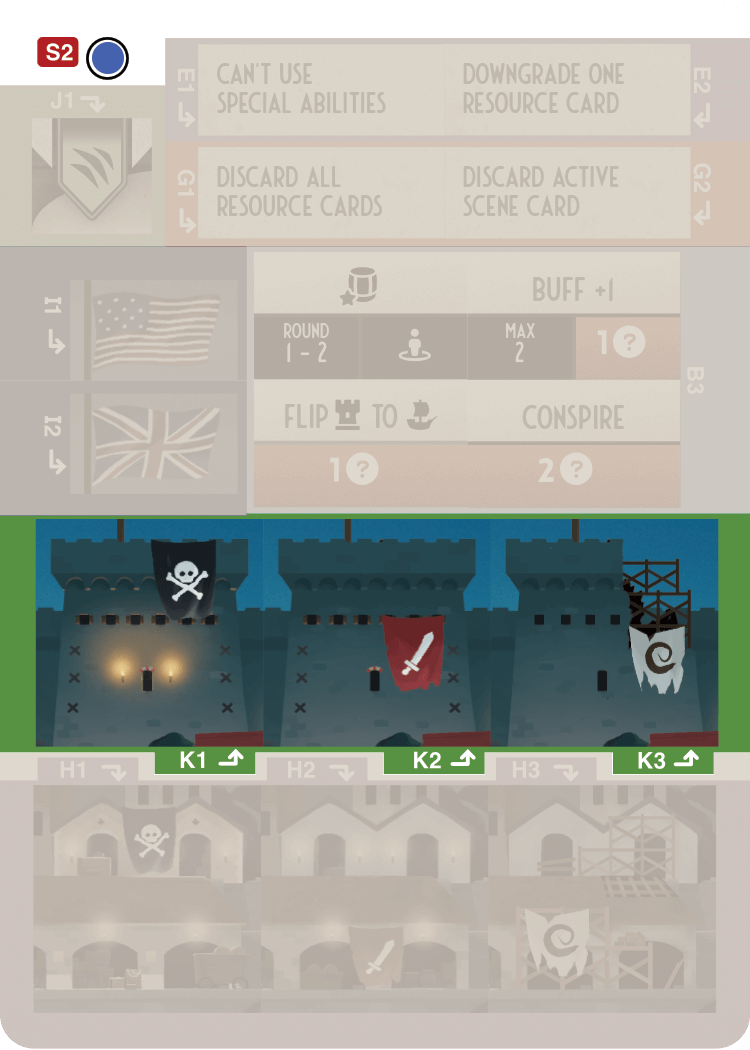 S2
J1
E1
CAN'T USE
SPECIAL ABILITIES
DOWNGRADE ONE
RESOURCE CARD
E2
G1
DISCARD ALL
RESOURCE CARDS
DISCARD ACTIVE
SCENE CARD
G2
I1
BUFF +1
ROUND
1 - 2
MAX
2
1 ?
B3
I2
FLIP TO
CONSPIRE
1 ?
2 ?
K1
K2
K3
H1
H2
H3